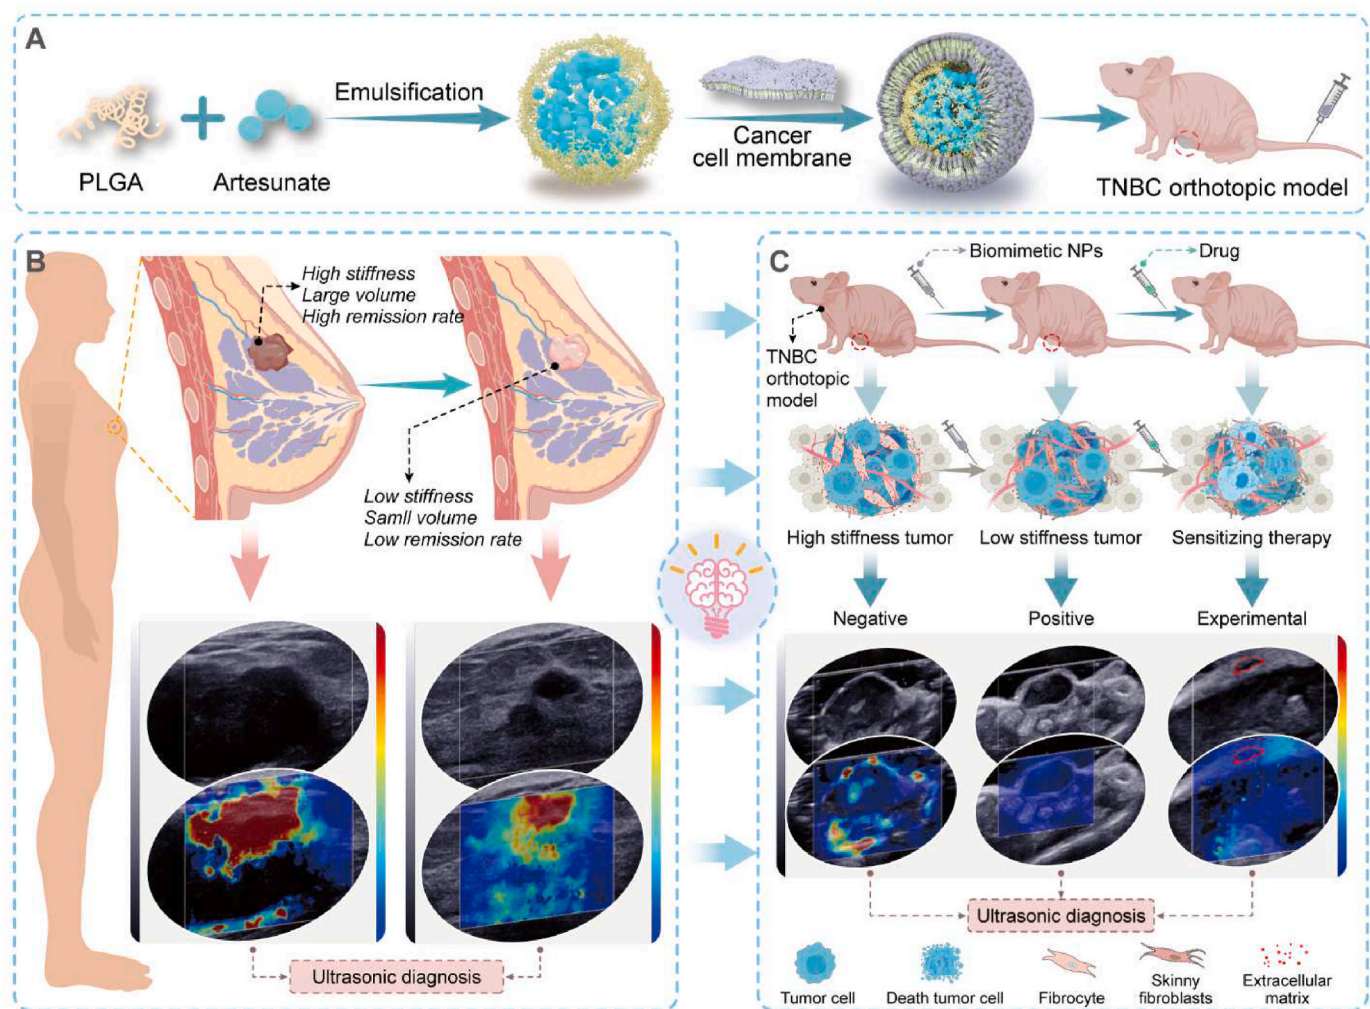 A
PLGA
Artesunate
Emulsification
Cancer
cell membrane
TNBC orthotopic model
B
High stiffness
Large volume
High remission rate
Low stiffness
Samll volume
Low remission rate
Ultrasonic diagnosis
C
Biomimetic NPs
Drug
TNBC
orthotopic
model
High stiffness tumor
Low stiffness tumor
Sensitizing therapy
Negative
Positive
Experimental
Ultrasonic diagnosis
Tumor cell
Death tumor cell
Fibrocyte
Skinny
fibroblasts
Extracellular
matrix